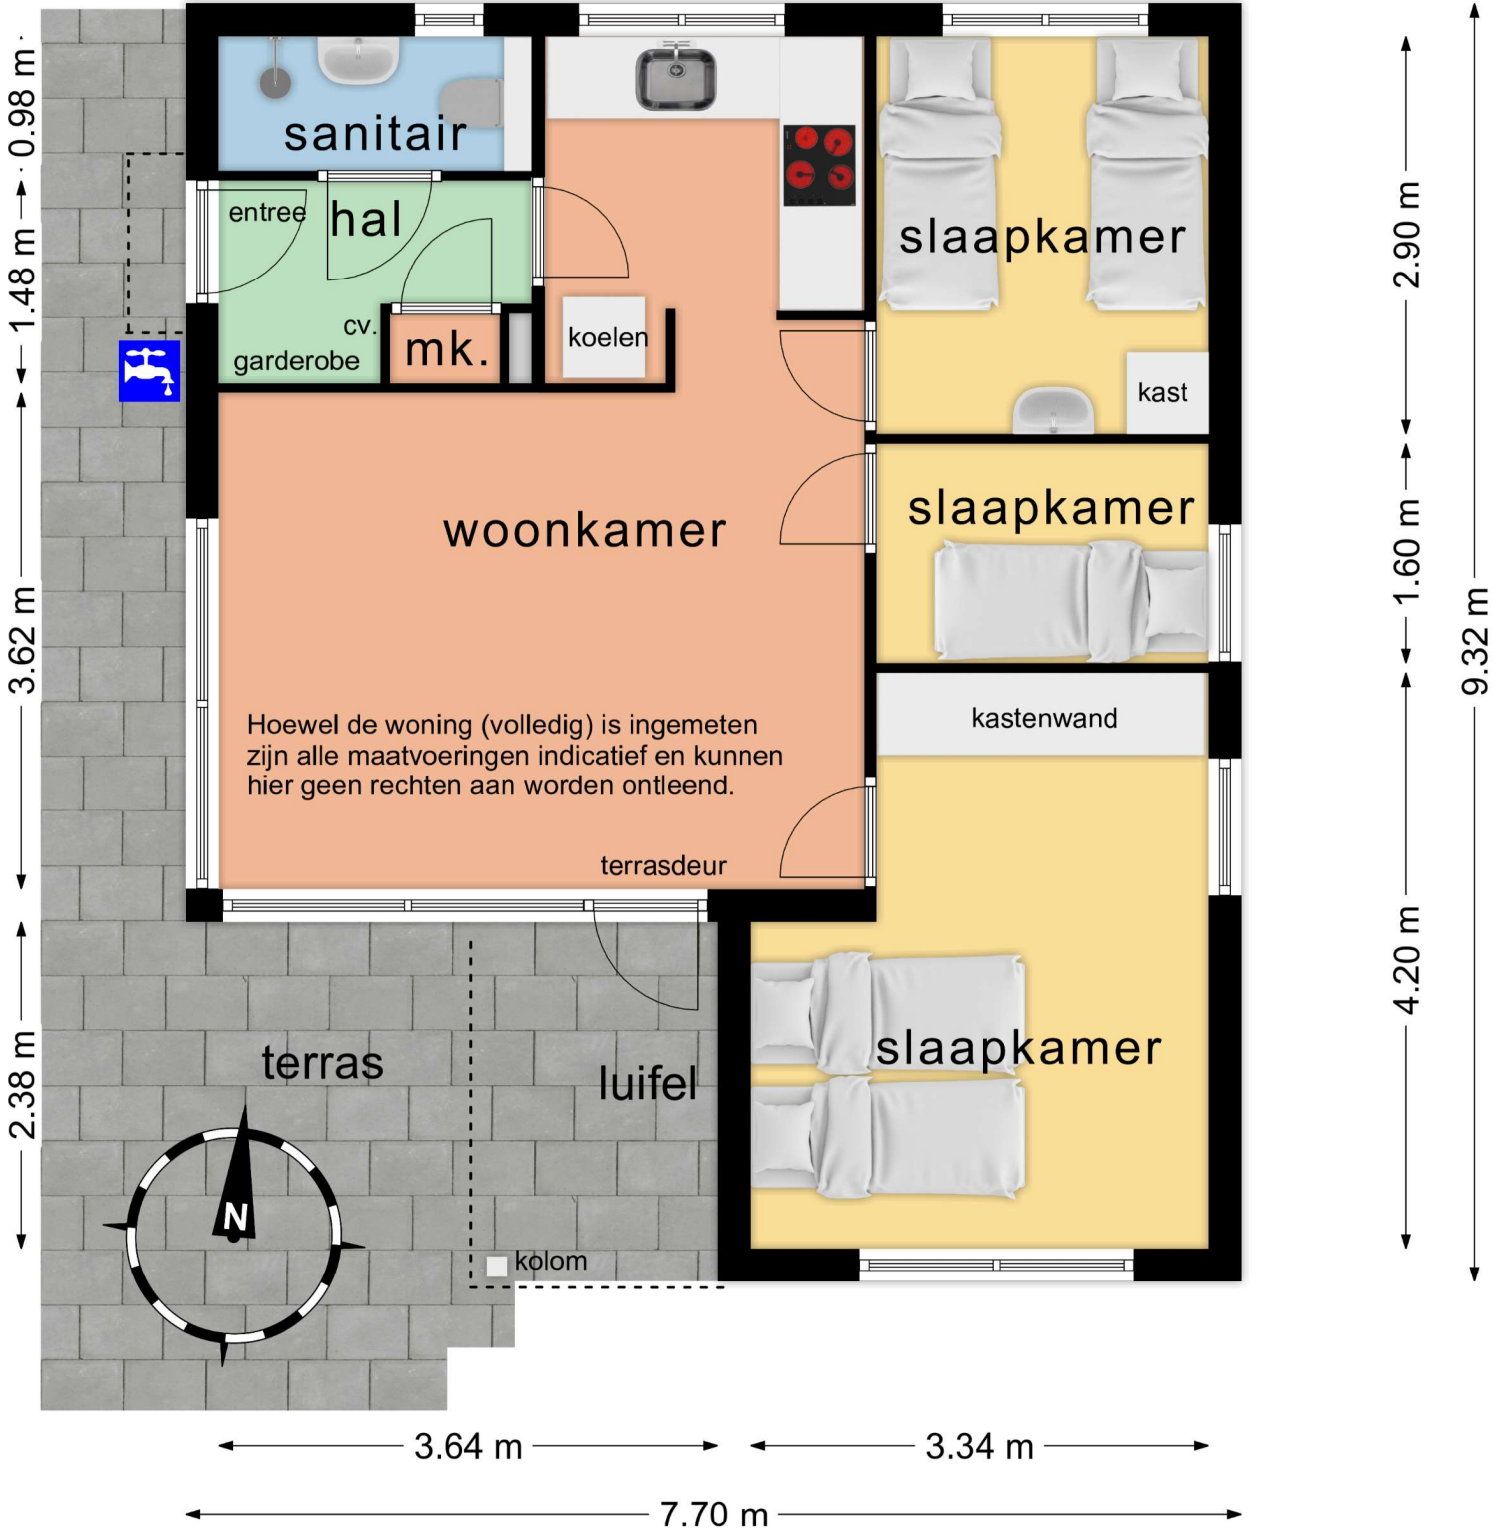 sanitair
entree
hal
cv.
garderobe
mk.
koelen
slaapkamer
kast
woonkamer
slaapkamer
kastenwand
Hoewel de woning (volledig) is ingemeten
zijn alle maatvoeringen indicatief en kunnen
hier geen rechten aan worden ontleend.
terrasdeur
slaapkamer
terras
luifel
kolom
N
0.98 m
1.48 m
3.62 m
2.38 m
2.90 m
1.60 m
4.20 m
9.32 m
3.64 m
3.34 m
7.70 m